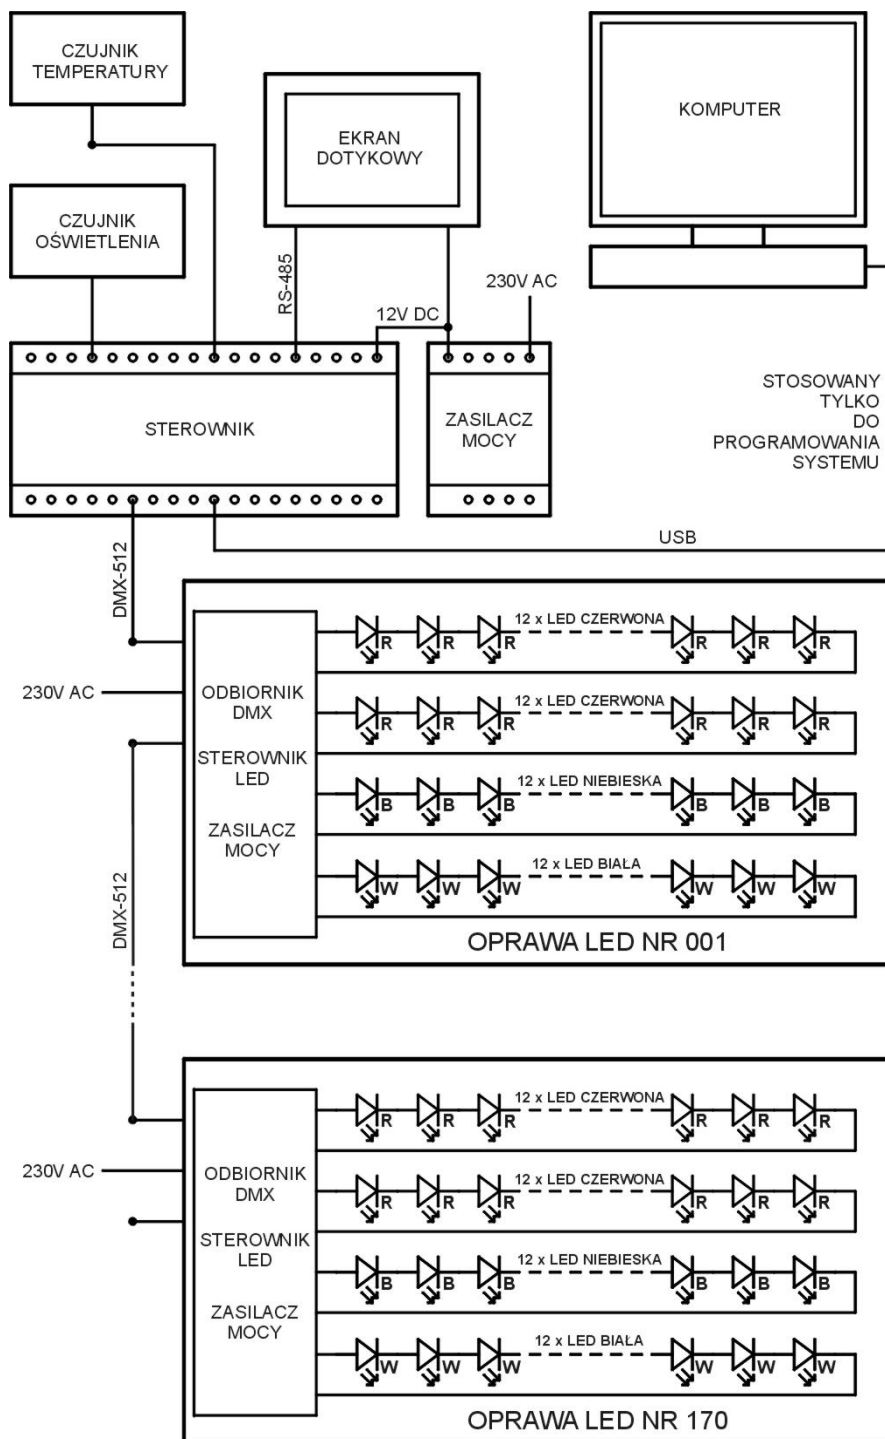 CZUJNIK
TEMPERATURY
EKRAN
DOTYKOWY
KOMPUTER
CZUJNIK
OŚWIETLENIA
RS-485
12V DC
230V AC
STEROWNIK
ZASILACZ
MOCY
STOSOWANY
TYLKO
DO
PROGRAMOWANIA
SYSTEMU
USB
DMX-512
230V AC
DMX-512
ODBIORNIK
DMX
STEROWNIK
LED
ZASILACZ
MOCY
12 x LED CZERWONA
R R R R R R
12 x LED CZERWONA
R R R R R R
12 x LED NIEBIESKA
B B B B B B
12 x LED BIAŁA
W W W W W W
OPRAWA LED NR 001
230V AC
ODBIORNIK
DMX
STEROWNIK
LED
ZASILACZ
MOCY
12 x LED CZERWONA
R R R R R R
12 x LED CZERWONA
R R R R R R
12 x LED NIEBIESKA
B B B B B B
12 x LED BIAŁA
W W W W W W
OPRAWA LED NR 170